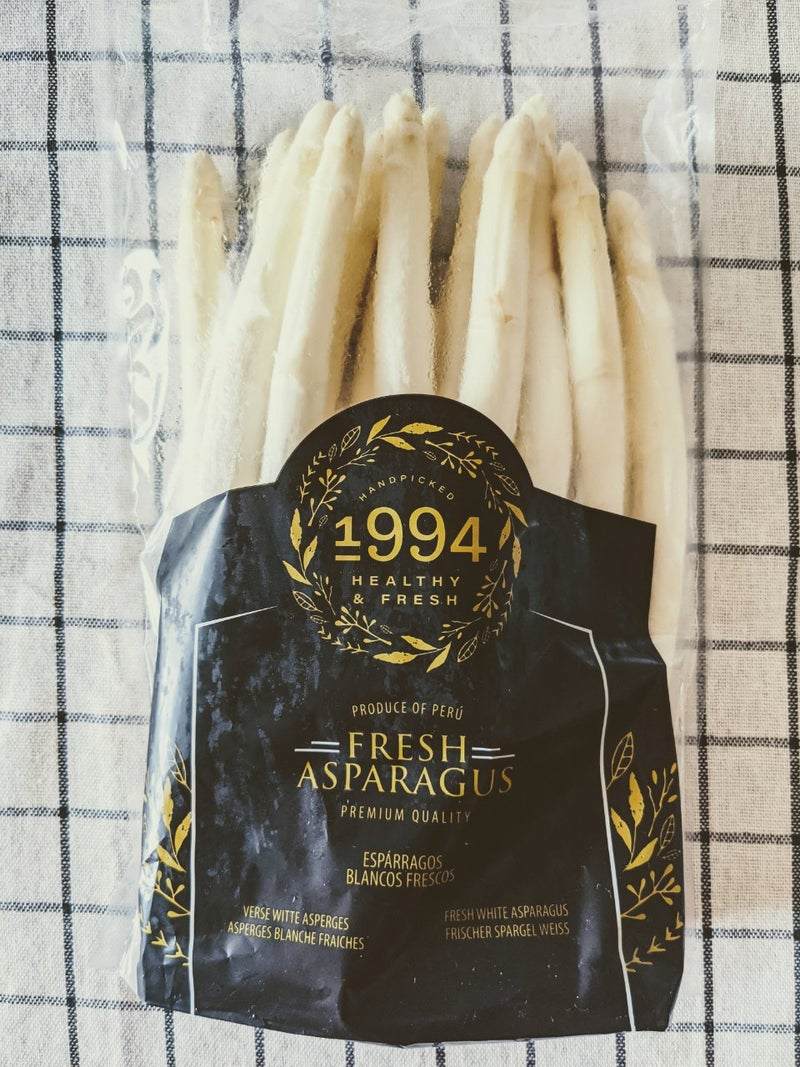 HANDPICKED
1994
HEALTHY
& FRESH
PRODUCE OF PERÚ
FRESH
ASPARAGUS
PREMIUM QUALITY
ESPÁRRAGOS
BLANCOS FRESCOS
VERSE WITTE ASPERGES
ASPERGES BLANCHE FRAICHES
FRESH WHITE ASPARAGUS
FRISCHER SPARGEL WEISS